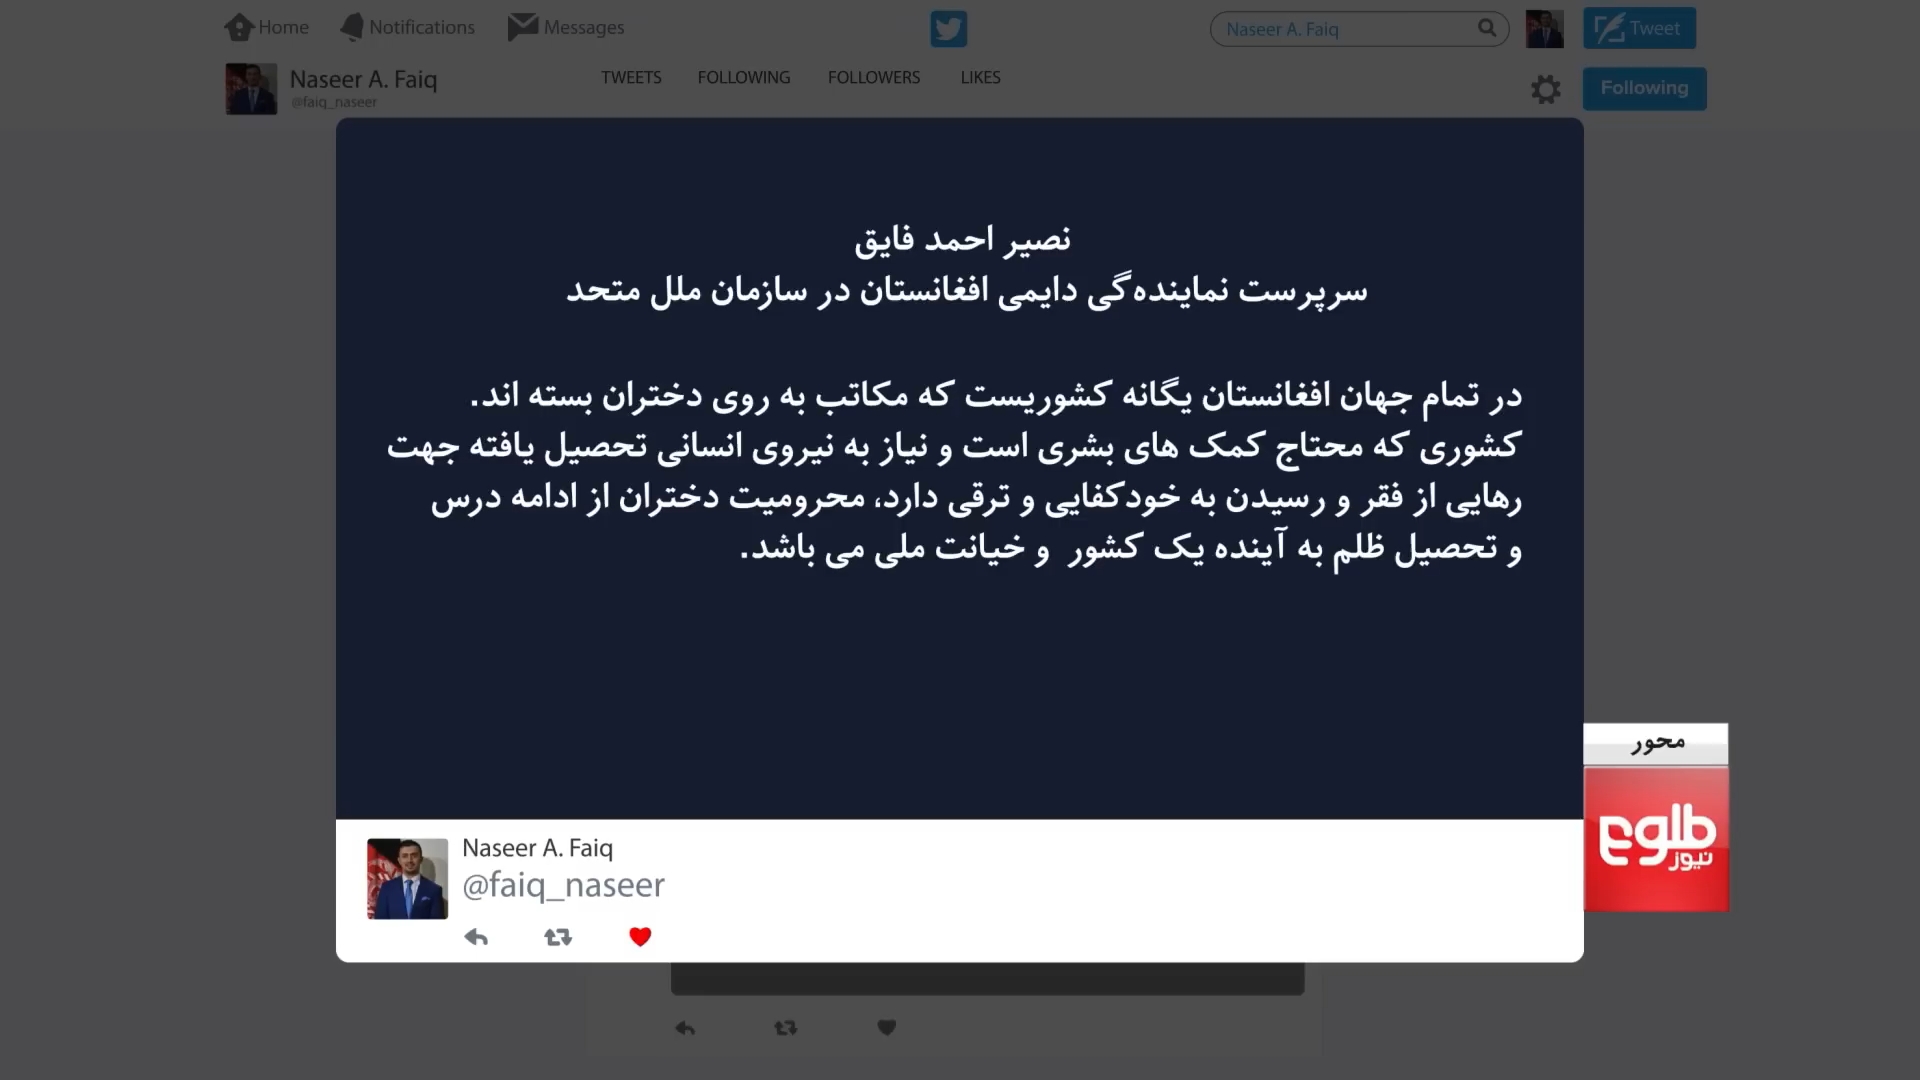 Home
Notifications
Messages
Naseer A. Faiq
Tweet
Naseer A. Faiq
@faiq_naseer
TWEETS
FOLLOWING
FOLLOWERS
LIKES
Following
نصیر احمد فایق
سرپرست نماینده‌گی دایمی افغانستان در سازمان ملل متحد
در تمام جهان افغانستان یگانه کشوریست که مکاتب به روی دختران بسته اند.
کشوری که محتاج کمک های بشری است و نیاز به نیروی انسانی تحصیل یافته جهت
رهایی از فقر و رسیدن به خودکفایی و ترقی دارد، محرومیت دختران از ادامه درس
و تحصیل ظلم به آینده یک کشور و خیانت ملی می باشد.
محور
طلوع
نیوز
Naseer A. Faiq
@faiq_naseer